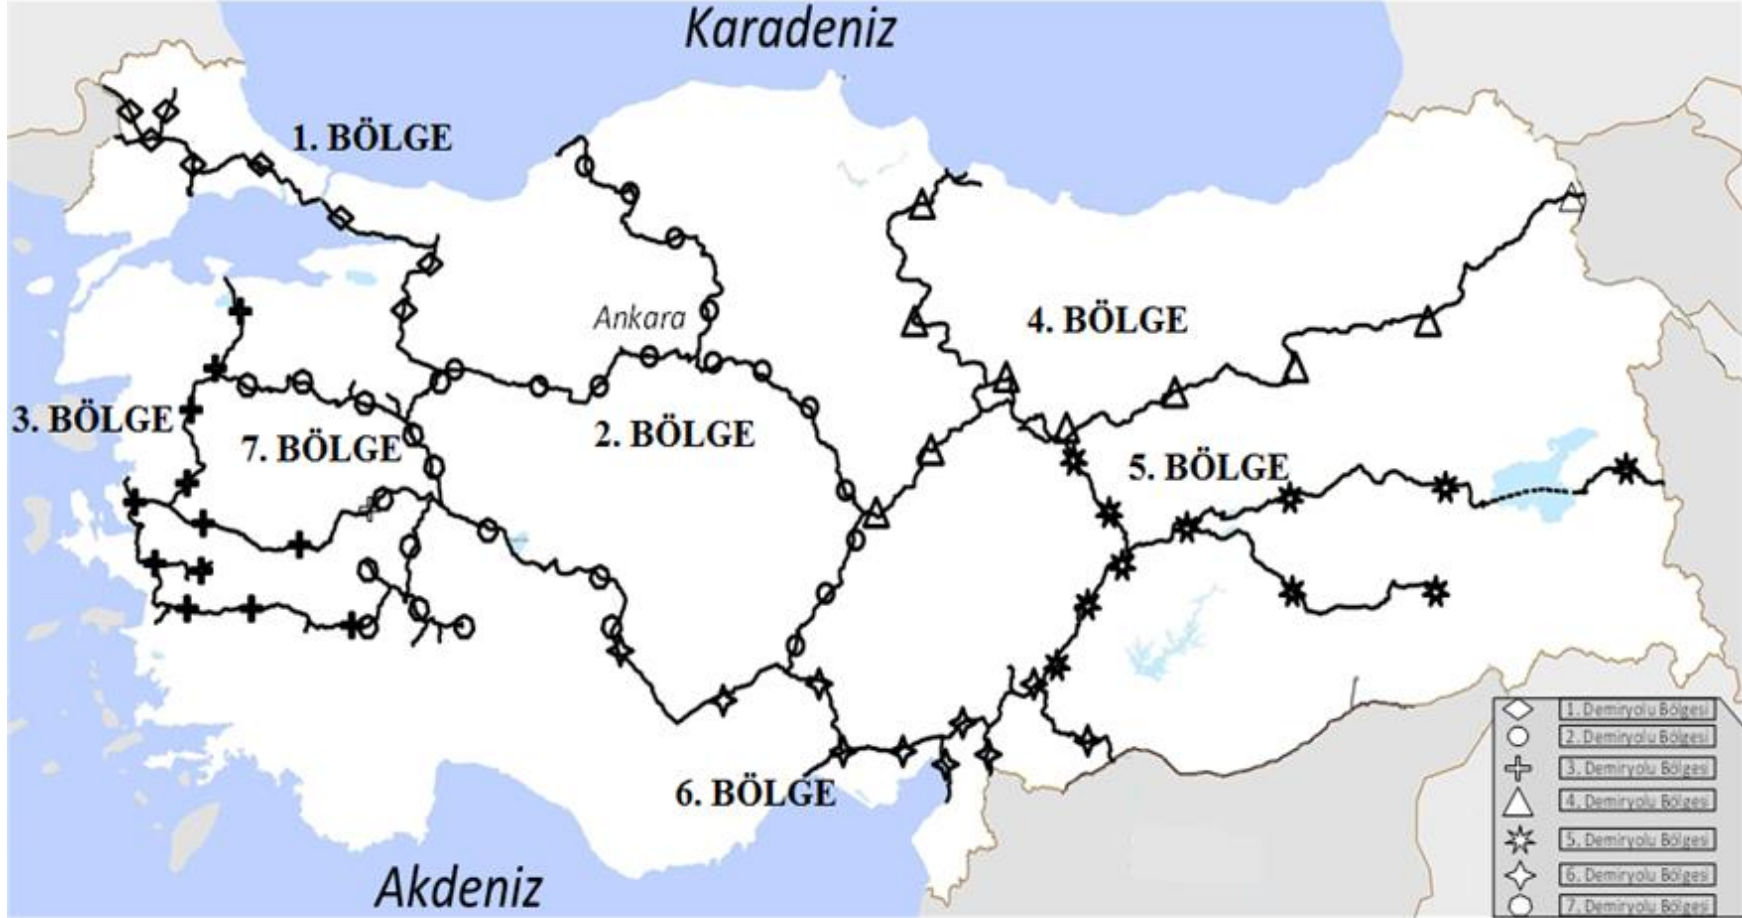 Karadeniz
1. BÖLGE
Ankara
4. BÖLGE
3. BÖLGE
7. BÖLGE
2. BÖLGE
5. BÖLGE
6. BÖLGE
Akdeniz
1. Demiryolu Bölgesi
2. Demiryolu Bölgesi
3. Demiryolu Bölgesi
4. Demiryolu Bölgesi
5. Demiryolu Bölgesi
6. Demiryolu Bölgesi
7. Demiryolu Bölgesi